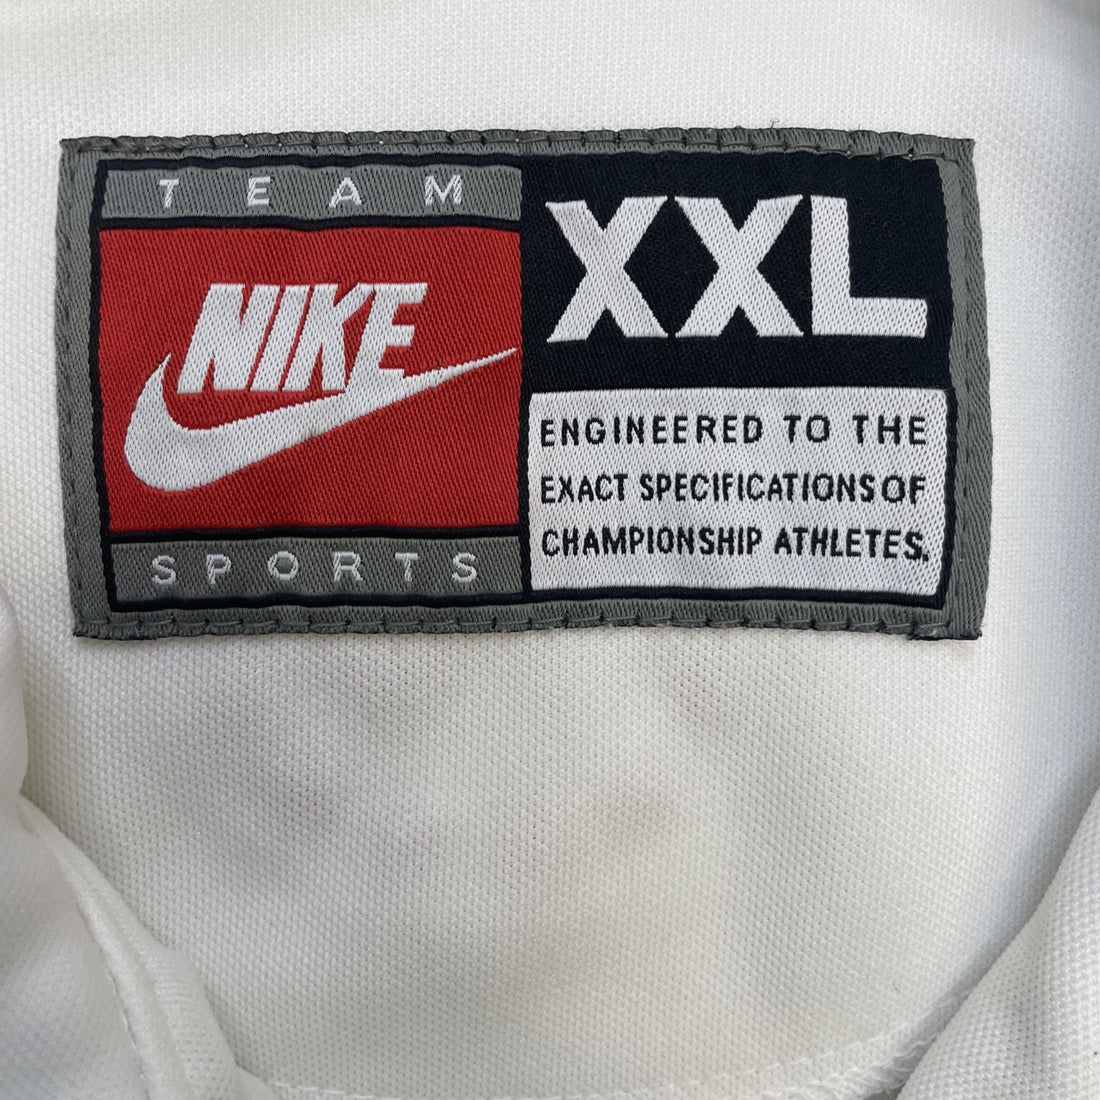 TEAM
NIKE
SPORTS
XXL
ENGINEERED TO THE
EXACT SPECIFICATIONS OF
CHAMPIONSHIP ATHLETES.